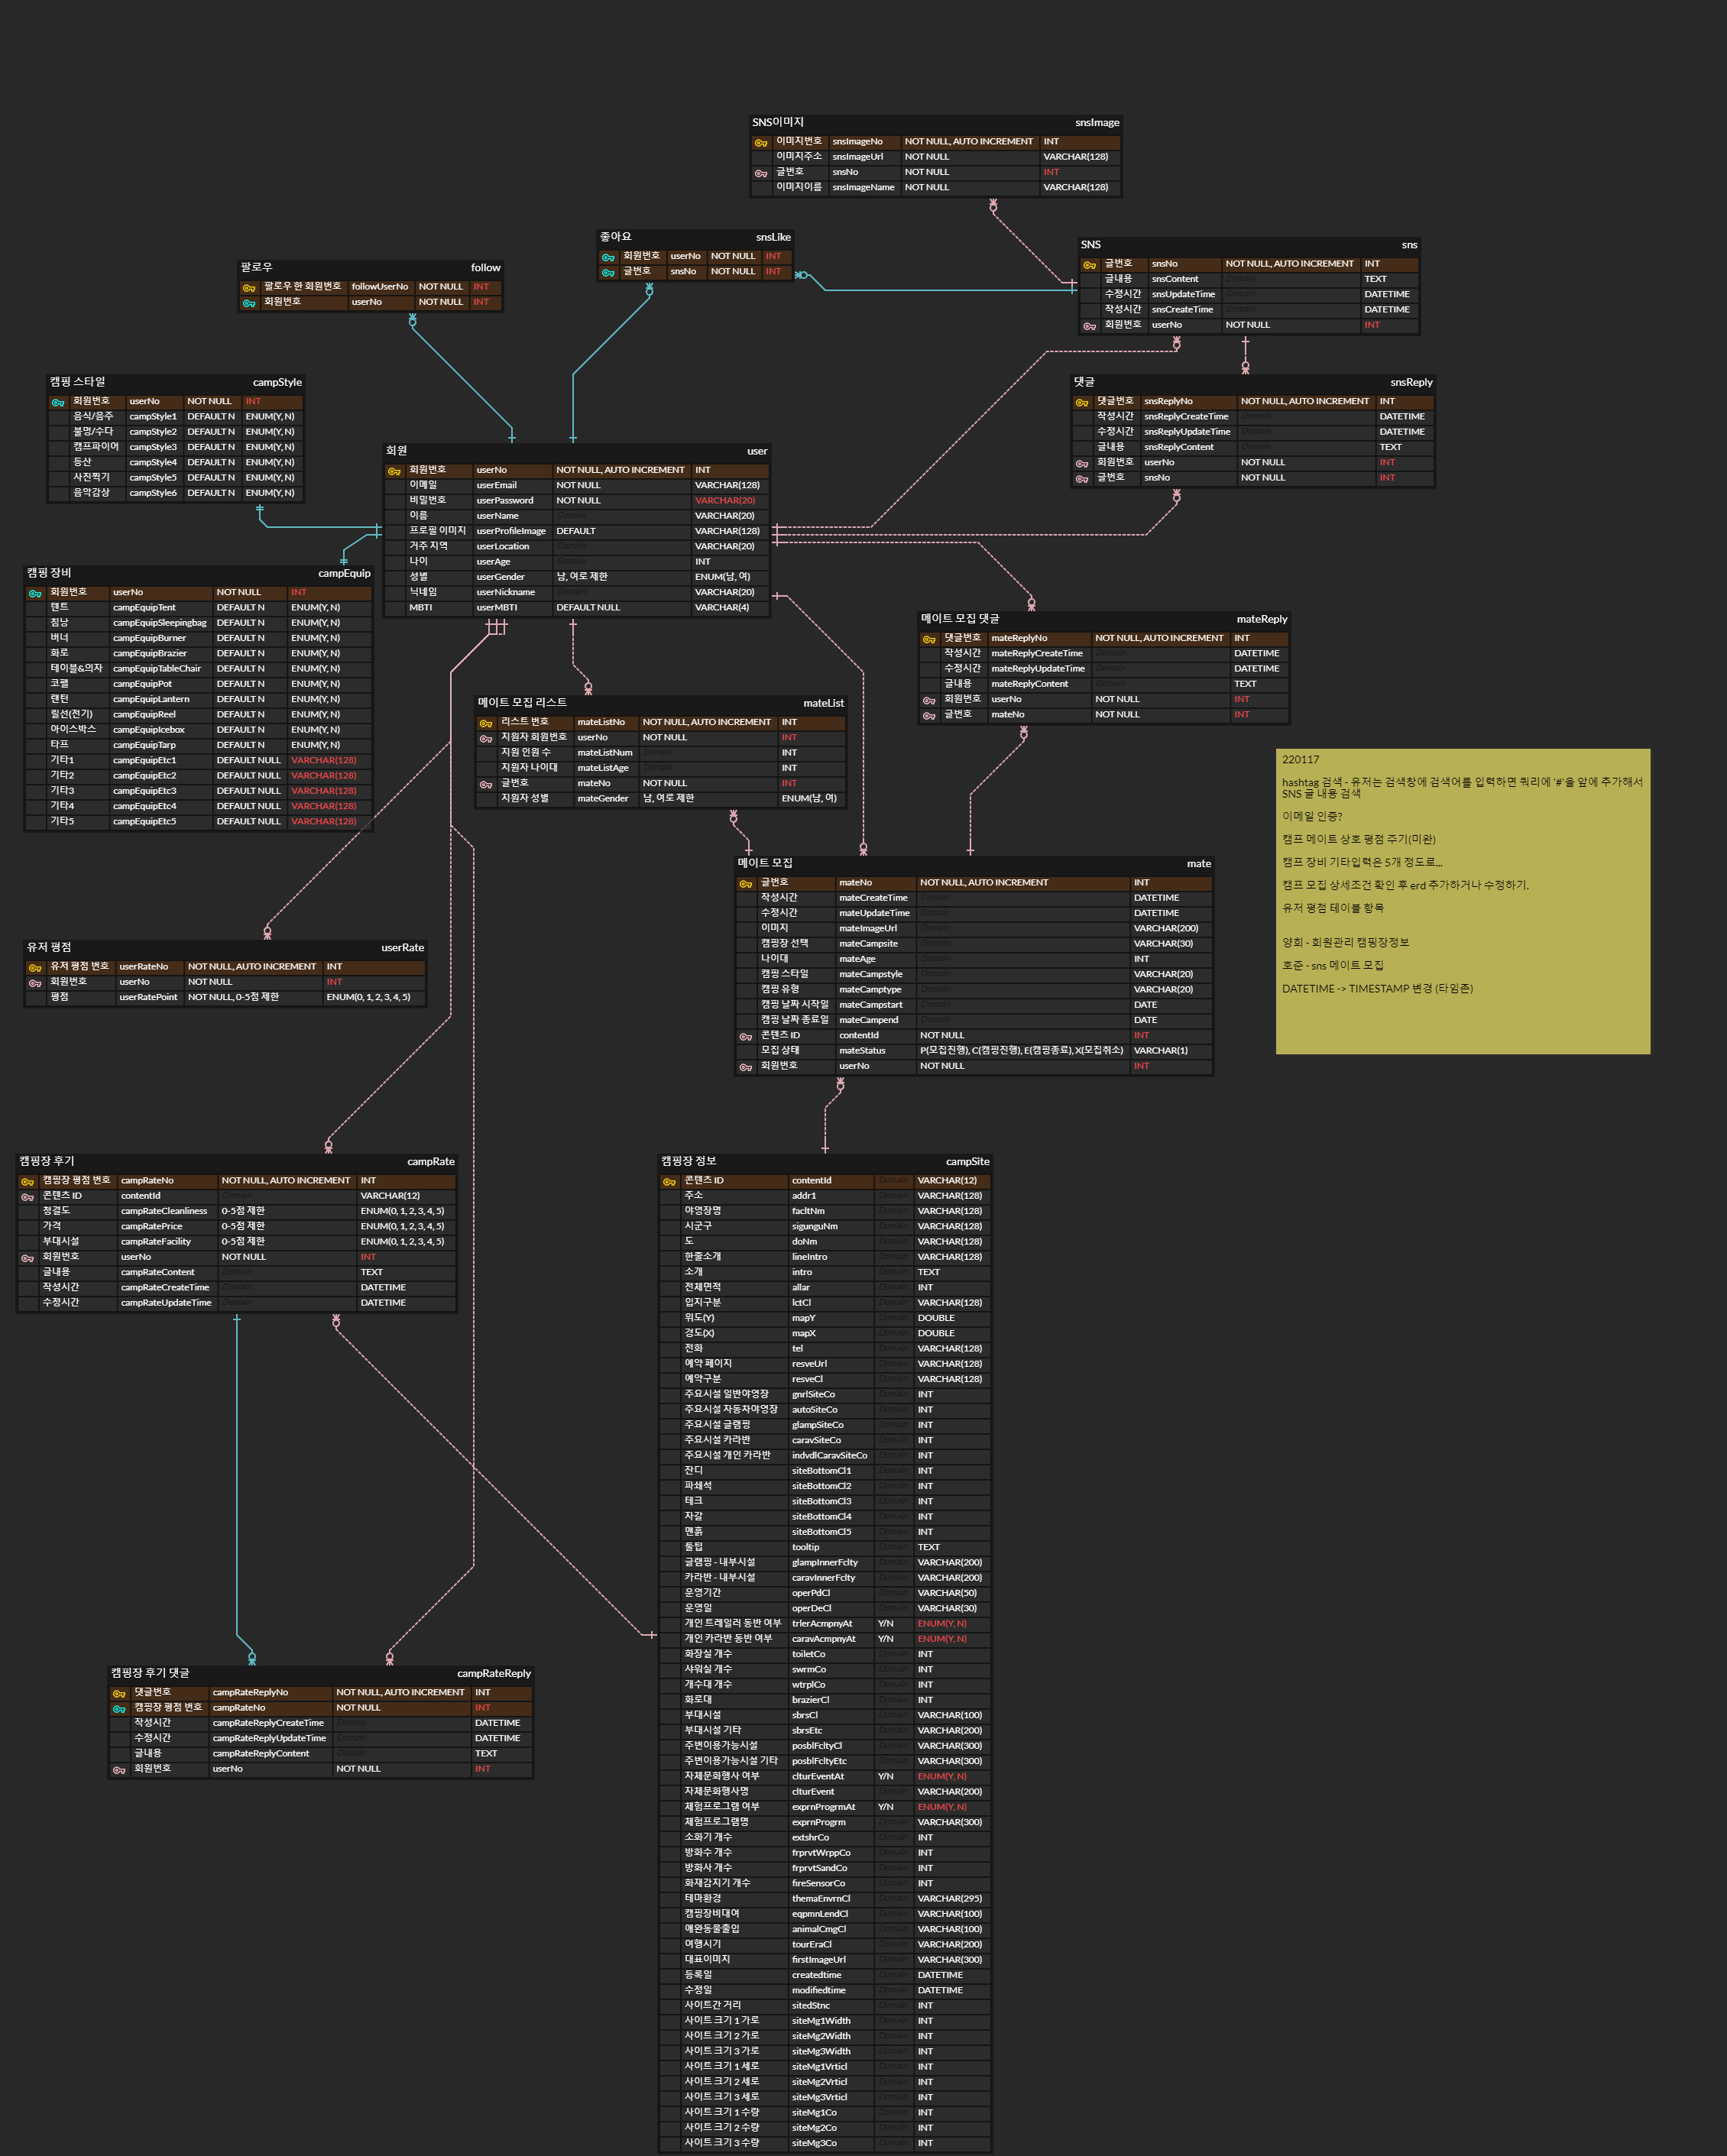 SNS이미지 snsImage
이미지번호 snsImageNo NOT NULL, AUTO INCREMENT INT
이미지주소 snsImageUrl NOT NULL VARCHAR(128)
글번호 snsNo NOT NULL INT
이미지이름 snsImageName NOT NULL VARCHAR(128)
좋아요 snsLike
회원번호 userNo NOT NULL INT
글번호 snsNo NOT NULL INT
SNS sns
글번호 snsNo NOT NULL, AUTO INCREMENT INT
글내용 snsContent Domain TEXT
수정시간 snsUpdateTime Domain DATETIME
작성시간 snsCreateTime Domain DATETIME
회원번호 userNo NOT NULL INT
팔로우 follow
팔로우 한 회원번호 followUserNo NOT NULL INT
회원번호 userNo NOT NULL INT
캠핑 스타일 campStyle
회원번호 userNo NOT NULL INT
음식/음주 campStyle1 DEFAULT N ENUM(Y, N)
불멍/수다 campStyle2 DEFAULT N ENUM(Y, N)
캠프파이어 campStyle3 DEFAULT N ENUM(Y, N)
등산 campStyle4 DEFAULT N ENUM(Y, N)
사진찍기 campStyle5 DEFAULT N ENUM(Y, N)
음악감상 campStyle6 DEFAULT N ENUM(Y, N)
댓글 snsReply
댓글번호 snsReplyNo NOT NULL, AUTO INCREMENT INT
작성시간 snsReplyCreateTime Domain DATETIME
수정시간 snsReplyUpdateTime Domain DATETIME
글내용 snsReplyContent Domain TEXT
회원번호 userNo NOT NULL INT
글번호 snsNo NOT NULL INT
회원 user
회원번호 userNo NOT NULL, AUTO INCREMENT INT
이메일 userEmail NOT NULL VARCHAR(128)
비밀번호 userPassword NOT NULL VARCHAR(20)
이름 userName Domain VARCHAR(20)
프로필 이미지 userProfileImage DEFAULT VARCHAR(128)
거주 지역 userLocation Domain VARCHAR(20)
나이 userAge Domain INT
성별 userGender 남, 여로 제한 ENUM(남, 여)
닉네임 userNickname Domain VARCHAR(20)
MBTI userMBTI DEFAULT NULL VARCHAR(4)
캠핑 장비 campEquip
회원번호 userNo NOT NULL INT
텐트 campEquipTent DEFAULT N ENUM(Y, N)
침낭 campEquipSleepingbag DEFAULT N ENUM(Y, N)
버너 campEquipBurner DEFAULT N ENUM(Y, N)
화로 campEquipBrazier DEFAULT N ENUM(Y, N)
테이블&의자 campEquipTableChair DEFAULT N ENUM(Y, N)
코펠 campEquipPot DEFAULT N ENUM(Y, N)
랜턴 campEquipLantern DEFAULT N ENUM(Y, N)
릴선(전기) campEquipReel DEFAULT N ENUM(Y, N)
아이스박스 campEquipIcebox DEFAULT N ENUM(Y, N)
타프 campEquipTarp DEFAULT N ENUM(Y, N)
기타1 campEquipEtc1 DEFAULT NULL VARCHAR(128)
기타2 campEquipEtc2 DEFAULT NULL VARCHAR(128)
기타3 campEquipEtc3 DEFAULT NULL VARCHAR(128)
기타4 campEquipEtc4 DEFAULT NULL VARCHAR(128)
기타5 campEquipEtc5 DEFAULT NULL VARCHAR(128)
메이트 모집 댓글 mateReply
댓글번호 mateReplyNo NOT NULL, AUTO INCREMENT INT
작성시간 mateReplyCreateTime Domain DATETIME
수정시간 mateReplyUpdateTime Domain DATETIME
글내용 mateReplyContent Domain TEXT
회원번호 userNo NOT NULL INT
글번호 mateNo NOT NULL INT
메이트 모집 리스트 mateList
리스트 번호 mateListNo NOT NULL, AUTO INCREMENT INT
지원자 회원번호 userNo NOT NULL INT
지원 인원 수 mateListNum Domain INT
지원자 나이대 mateListAge Domain INT
글번호 mateNo NOT NULL INT
지원자 성별 mateGender 남, 여로 제한 ENUM(남, 여)
220117
hashtag 검색 - 유저는 검색창에 검색어를 입력하면 쿼리에 '#'을 앞에 추가해서
SNS 글 내용 검색
이메일 인증?
캠프 메이트 상호 평점 주기(미완)
캠프 장비 기타입력은 5개 정도로...
캠프 모집 상세조건 확인 후 erd 추가하거나 수정하기.
유저 평점 테이블 항목
양희 - 회원관리 캠핑장정보
호준 - sns 메이트 모집
DATETIME -> TIMESTAMP 변경 (타임존)
메이트 모집 mate
글번호 mateNo NOT NULL, AUTO INCREMENT INT
작성시간 mateCreateTime Domain DATETIME
수정시간 mateUpdateTime Domain DATETIME
이미지 mateImageUrl Domain VARCHAR(200)
캠핑장 선택 mateCampsite Domain VARCHAR(30)
나이대 mateAge Domain INT
캠핑 스타일 mateCampstyle Domain VARCHAR(20)
캠핑 유형 mateCamptype Domain VARCHAR(20)
캠핑 날짜 시작일 mateCampstart Domain DATE
캠핑 날짜 종료일 mateCampend Domain DATE
콘텐츠 ID contentId NOT NULL INT
모집 상태 mateStatus P(모집진행), C(캠핑진행), E(캠핑종료), X(모집취소) VARCHAR(1)
회원번호 userNo NOT NULL INT
유저 평점 userRate
유저 평점 번호 userRateNo NOT NULL, AUTO INCREMENT INT
회원번호 userNo NOT NULL INT
평점 userRatePoint NOT NULL, 0-5점 제한 ENUM(0, 1, 2, 3, 4, 5)
캠핑장 후기 campRate
캠핑장 평점 번호 campRateNo NOT NULL, AUTO INCREMENT INT
콘텐츠 ID contentId Domain VARCHAR(12)
청결도 campRateCleanliness 0-5점 제한 ENUM(0, 1, 2, 3, 4, 5)
가격 campRatePrice 0-5점 제한 ENUM(0, 1, 2, 3, 4, 5)
부대시설 campRateFacility 0-5점 제한 ENUM(0, 1, 2, 3, 4, 5)
회원번호 userNo NOT NULL INT
글내용 campRateContent Domain TEXT
작성시간 campRateCreateTime Domain DATETIME
수정시간 campRateUpdateTime Domain DATETIME
캠핑장 정보 campSite
콘텐츠 ID contentId Domain VARCHAR(12)
주소 addr1 Domain VARCHAR(128)
야영장명 facltNm Domain VARCHAR(128)
시군구 sigunguNm Domain VARCHAR(128)
도 doNm Domain VARCHAR(128)
한줄소개 lineIntro Domain VARCHAR(128)
소개 intro Domain TEXT
전체면적 allar Domain INT
입지구분 lctCl Domain VARCHAR(128)
위도(Y) mapY Domain DOUBLE
경도(X) mapX Domain DOUBLE
전화 tel Domain VARCHAR(128)
예약 페이지 resveUrl Domain VARCHAR(128)
예약구분 resveCl Domain VARCHAR(128)
주요시설 일반야영장 gnrlSiteCo Domain INT
주요시설 자동차야영장 autoSiteCo Domain INT
주요시설 글램핑 glampSiteCo Domain INT
주요시설 카라반 caravSiteCo Domain INT
주요시설 개인 카라반 indvdlCaravSiteCo Domain INT
잔디 siteBottomCl1 Domain INT
파쇄석 siteBottomCl2 Domain INT
테크 siteBottomCl3 Domain INT
자갈 siteBottomCl4 Domain INT
맨흙 siteBottomCl5 Domain INT
툴팁 tooltip Domain TEXT
글램핑 - 내부시설 glampInnerFclty Domain VARCHAR(200)
카라반 - 내부시설 caravInnerFclty Domain VARCHAR(200)
운영기간 operPdCl Domain VARCHAR(50)
운영일 operDeCl Domain VARCHAR(30)
개인 트레일러 동반 여부 trlerAcmpnyAt Y/N ENUM(Y, N)
개인 카라반 동반 여부 caravAcmpnyAt Y/N ENUM(Y, N)
화장실 개수 toiletCo Domain INT
샤워실 개수 swrmCo Domain INT
개수대 개수 wtrplCo Domain INT
화로대 brazierCl Domain INT
부대시설 sbrsCl Domain VARCHAR(100)
부대시설 기타 sbrsEtc Domain VARCHAR(200)
주변이용가능시설 posblFcltyCl Domain VARCHAR(300)
주변이용가능시설 기타 posblFcltyEtc Domain VARCHAR(300)
자체문화행사 여부 clturEventAt Y/N ENUM(Y, N)
자체문화행사명 clturEvent Domain VARCHAR(200)
체험프로그램 여부 exprnProgrmAt Y/N ENUM(Y, N)
체험프로그램명 exprnProgrm Domain VARCHAR(300)
소화기 개수 extshrCo Domain INT
방화수 개수 frprvtWrppCo Domain INT
방화사 개수 frprvtSandCo Domain INT
화재감지기 개수 fireSensorCo Domain INT
테마환경 themaEnvrnCl Domain VARCHAR(295)
캠핑장비대여 eqpmnLendCl Domain VARCHAR(100)
애완동물출입 animalCmgCl Domain VARCHAR(100)
여행시기 tourEraCl Domain VARCHAR(200)
대표이미지 firstImageUrl Domain VARCHAR(300)
등록일 createdtime Domain DATETIME
수정일 modifiedtime Domain DATETIME
사이트간 거리 sitedStnc Domain INT
사이트 크기 1 가로 siteMg1Width Domain INT
사이트 크기 2 가로 siteMg2Width Domain INT
사이트 크기 3 가로 siteMg3Width Domain INT
사이트 크기 1 세로 siteMg1Vrticl Domain INT
사이트 크기 2 세로 siteMg2Vrticl Domain INT
사이트 크기 3 세로 siteMg3Vrticl Domain INT
사이트 크기 1 수량 siteMg1Co Domain INT
사이트 크기 2 수량 siteMg2Co Domain INT
사이트 크기 3 수량 siteMg3Co Domain INT
캠핑장 후기 댓글 campRateReply
댓글번호 campRateReplyNo NOT NULL, AUTO INCREMENT INT
캠핑장 평점 번호 campRateNo NOT NULL INT
작성시간 campRateReplyCreateTime Domain DATETIME
수정시간 campRateReplyUpdateTime Domain DATETIME
글내용 campRateReplyContent Domain TEXT
회원번호 userNo NOT NULL INT